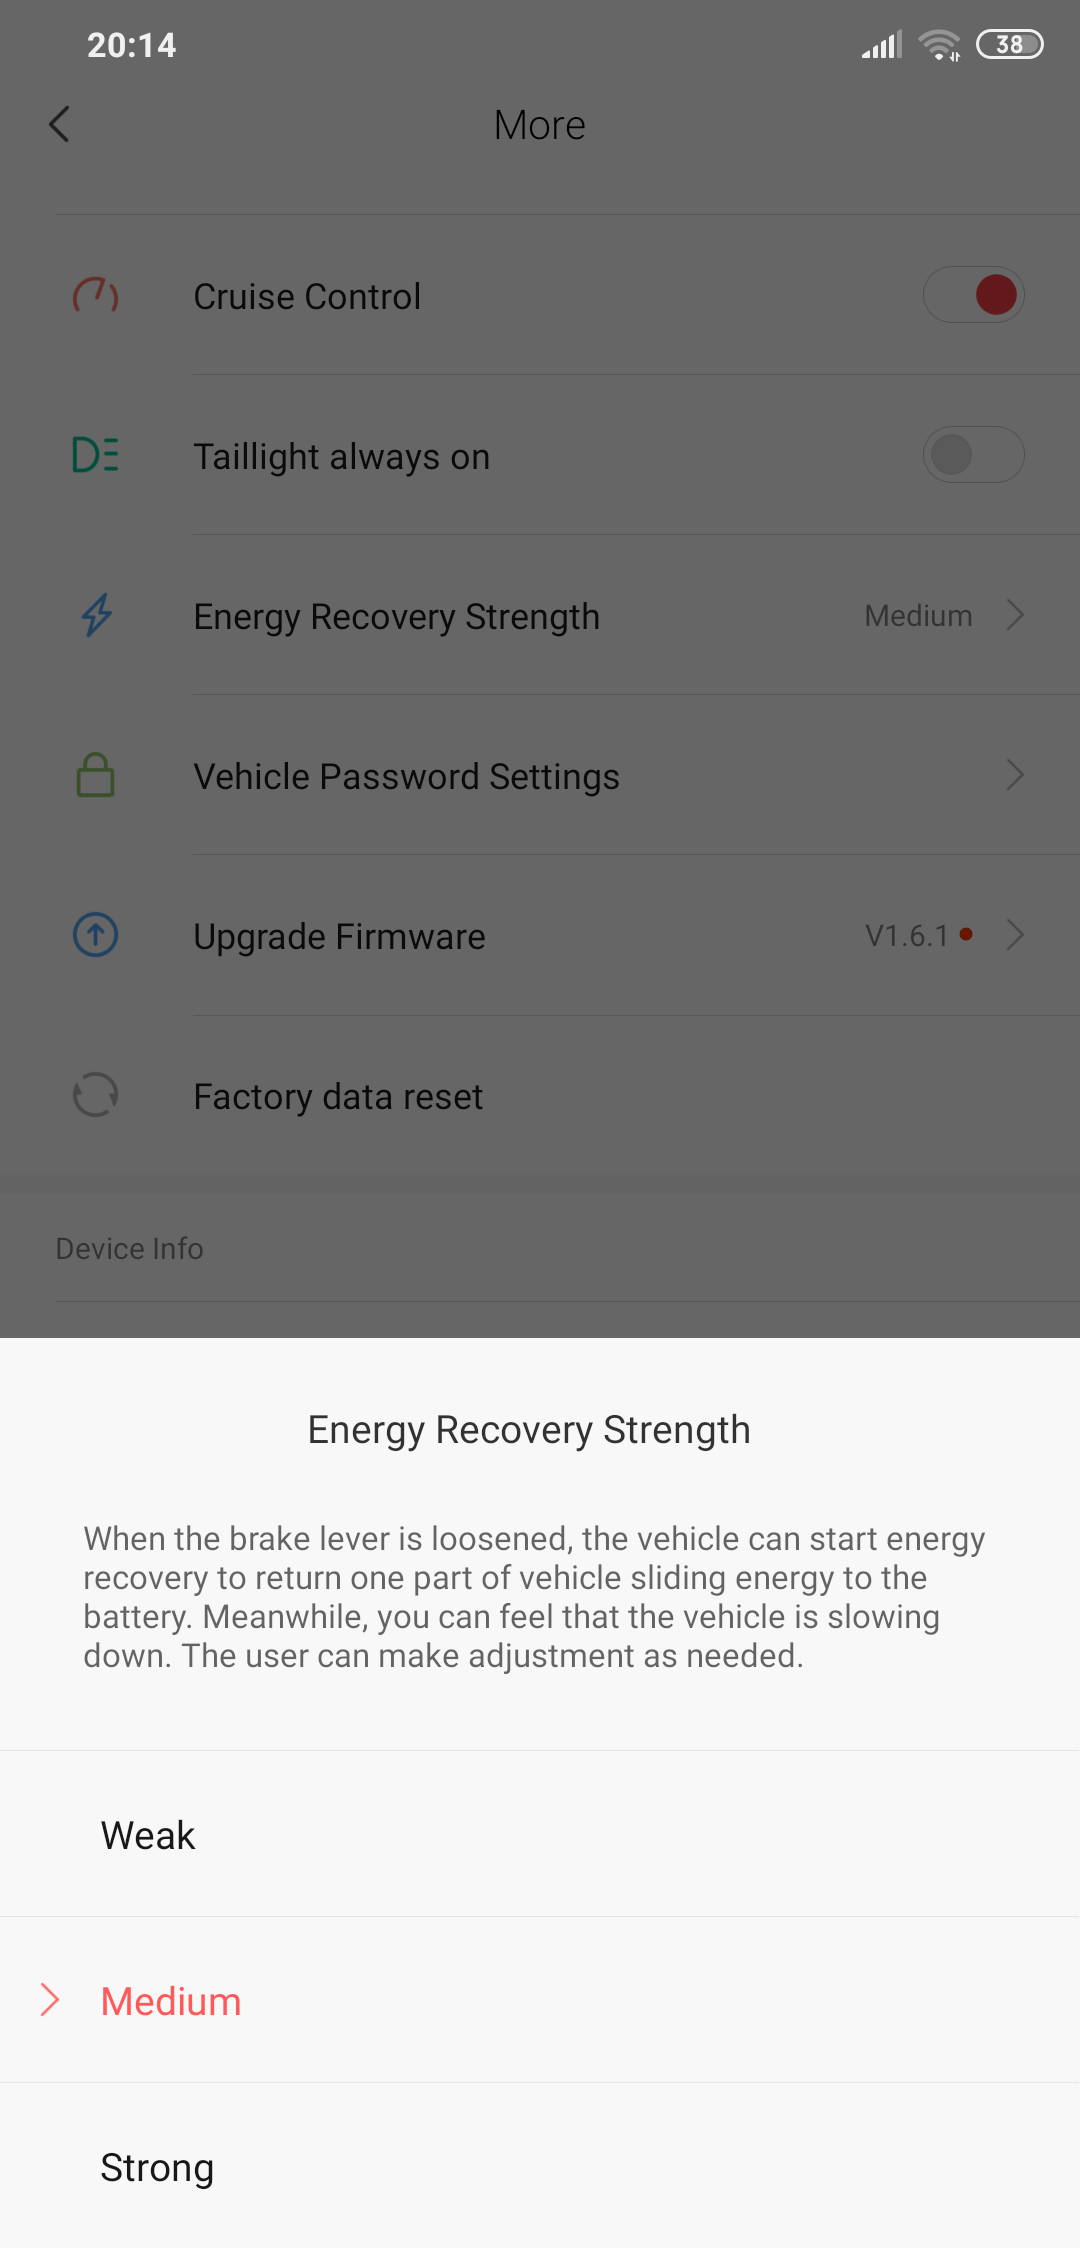 20:14
38
More
Cruise Control
Taillight always on
Energy Recovery Strength
Medium
Vehicle Password Settings
Upgrade Firmware
V1.6.1
Factory data reset
Device Info
Energy Recovery Strength
When the brake lever is loosened, the vehicle can start energy
recovery to return one part of vehicle sliding energy to the
battery. Meanwhile, you can feel that the vehicle is slowing
down. The user can make adjustment as needed.
Weak
Medium
Strong